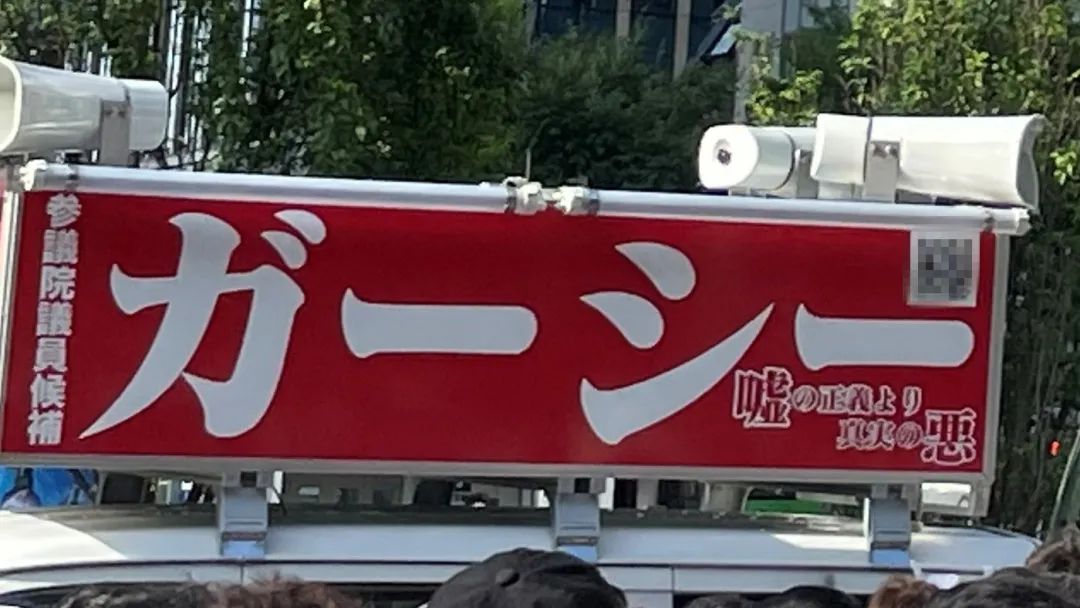 参議院議員候補
ガーシー
嘘の正義より
真実の悪